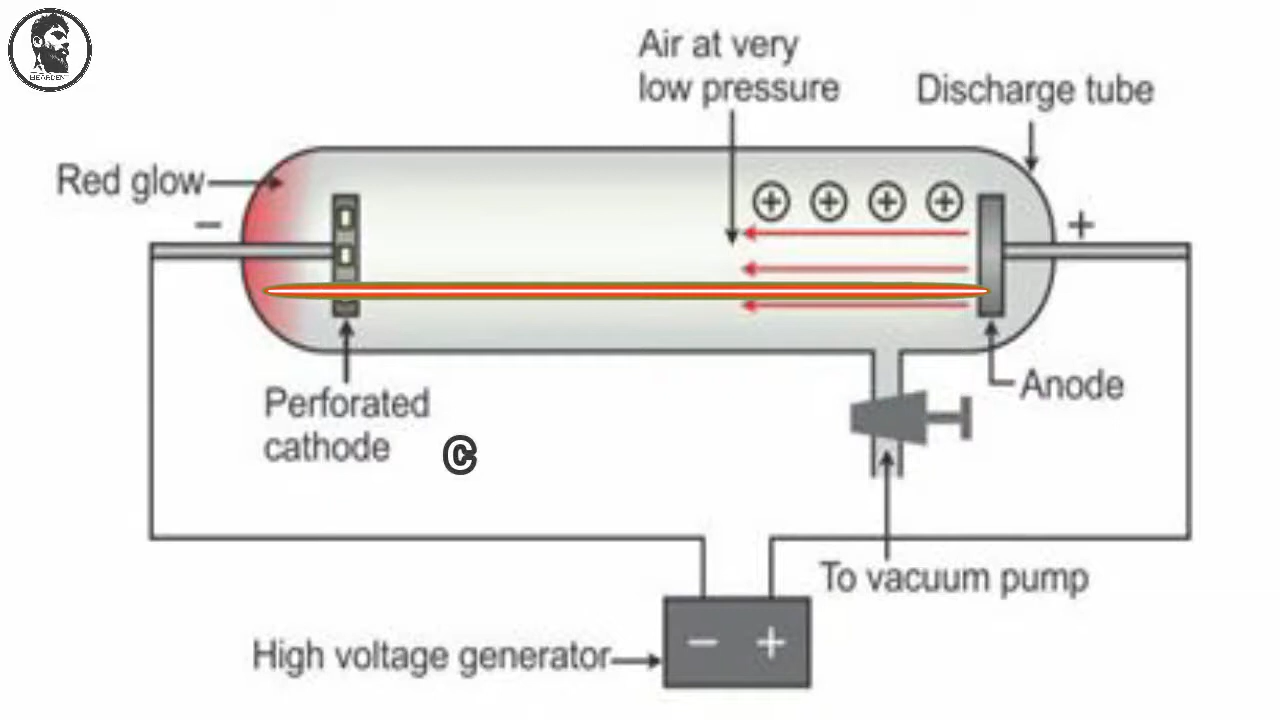 Air at very
low pressure
Discharge tube
Red glow
−
+
+ + + +
Perforated
cathode
C
Anode
To vacuum pump
High voltage generator
− +